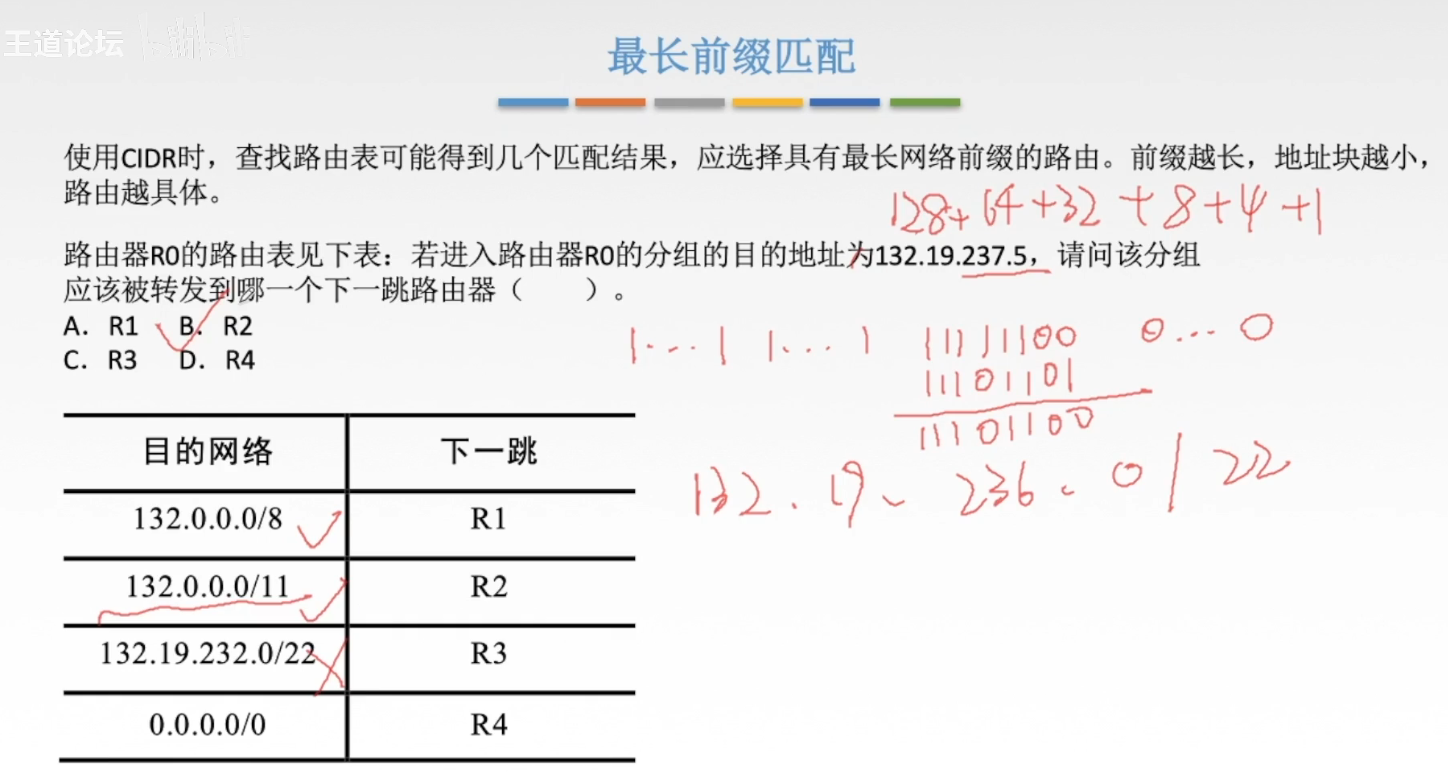 王道论坛
最长前缀匹配
使用CIDR时，查找路由表可能得到几个匹配结果，应选择具有最长网络前缀的路由。前缀越长，地址块越小，
路由越具体。
128+64+32+8+4+1
路由器R0的路由表见下表：若进入路由器R0的分组的目的地址为132.19.237.5，请问该分组
应该被转发到哪一个下一跳路由器（　　）。
A. R1 B. R2
C. R3 D. R4
1...1 1...1 11111100 0...0
11101101
11101100
132.19.236.0/22
目的网络 下一跳
132.0.0.0/8 R1
132.0.0.0/11 R2
132.19.232.0/22 R3
0.0.0.0/0 R4